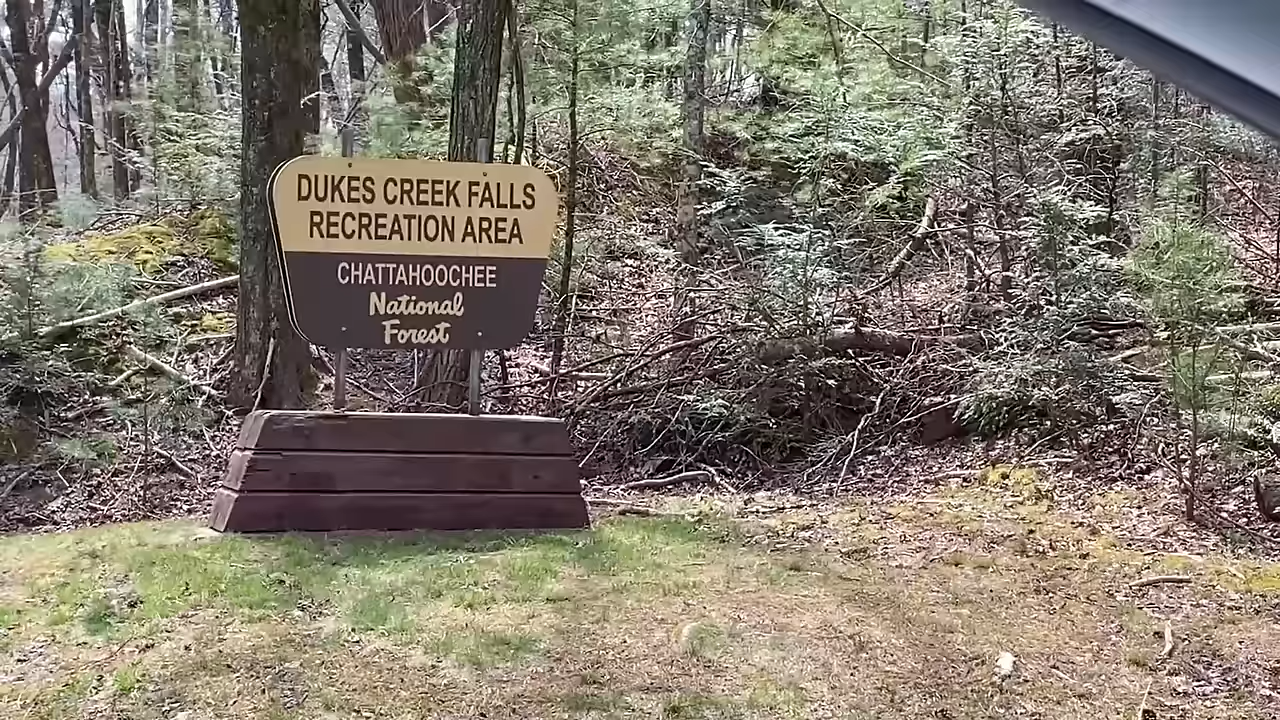 DUKES CREEK FALLS
RECREATION AREA
CHATTAHOOCHEE
National
Forest